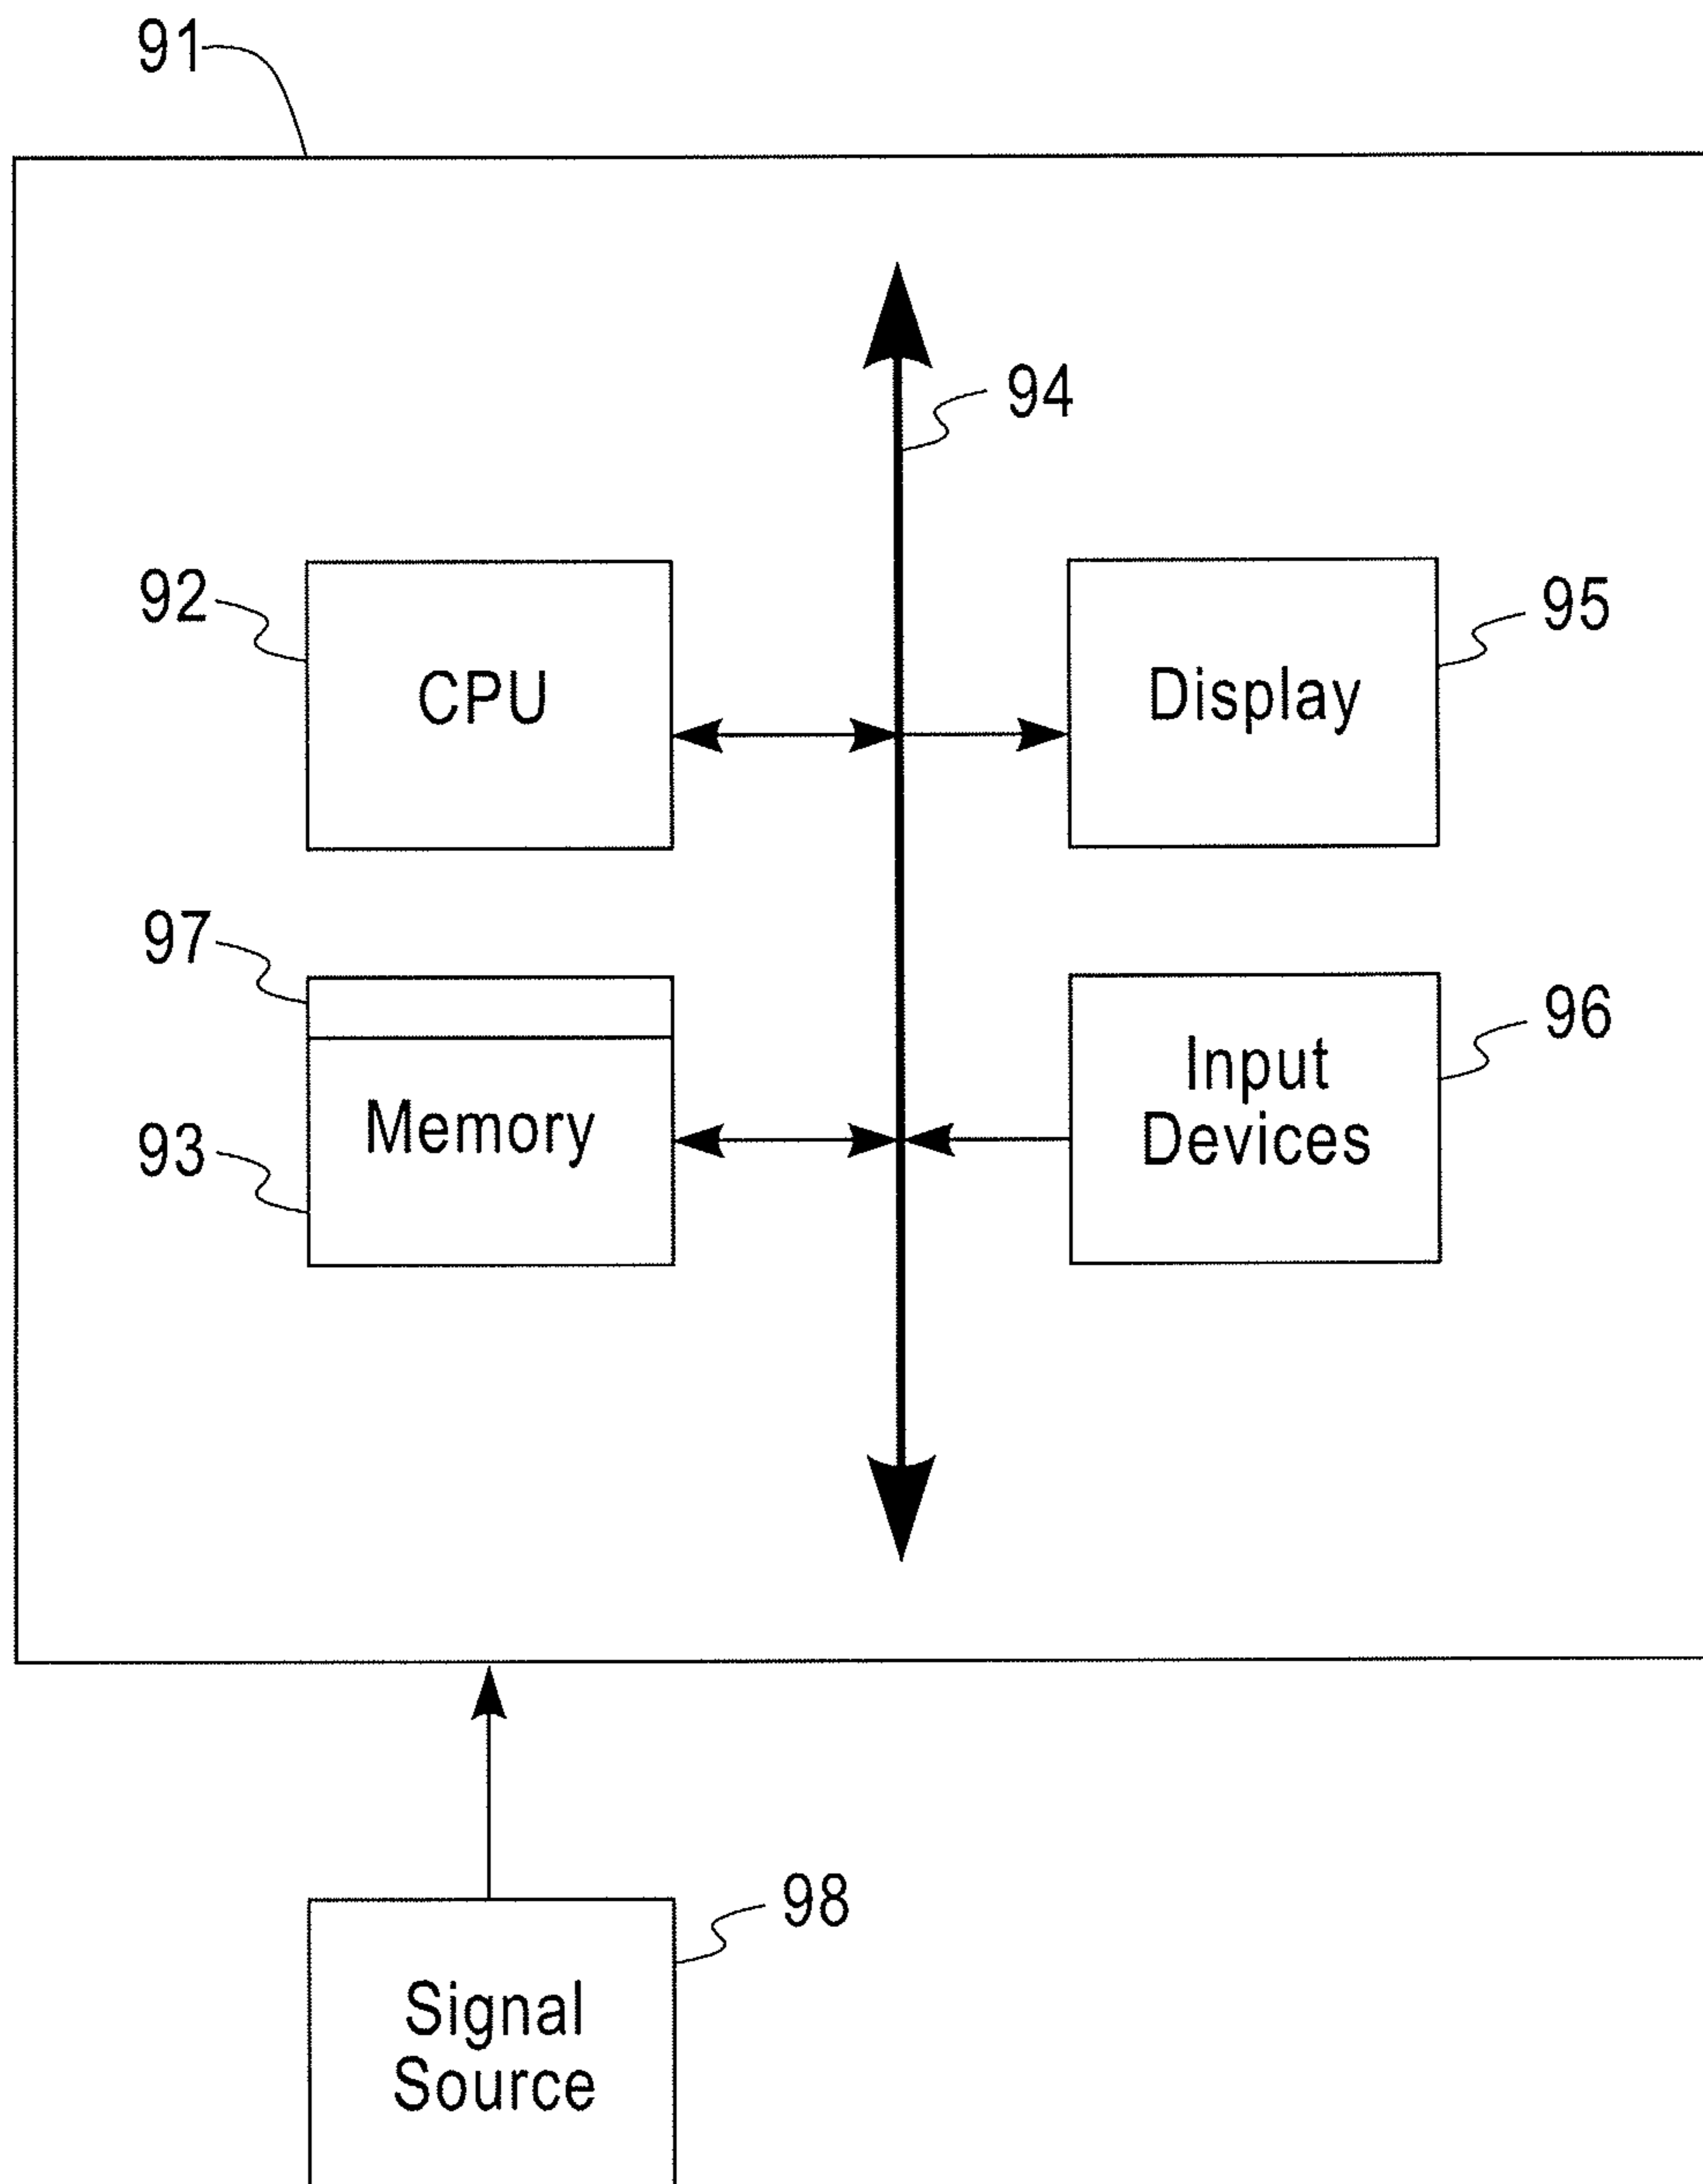 91
94
92
CPU
Display
95
97
Memory
93
Input
Devices
96
98
Signal
Source